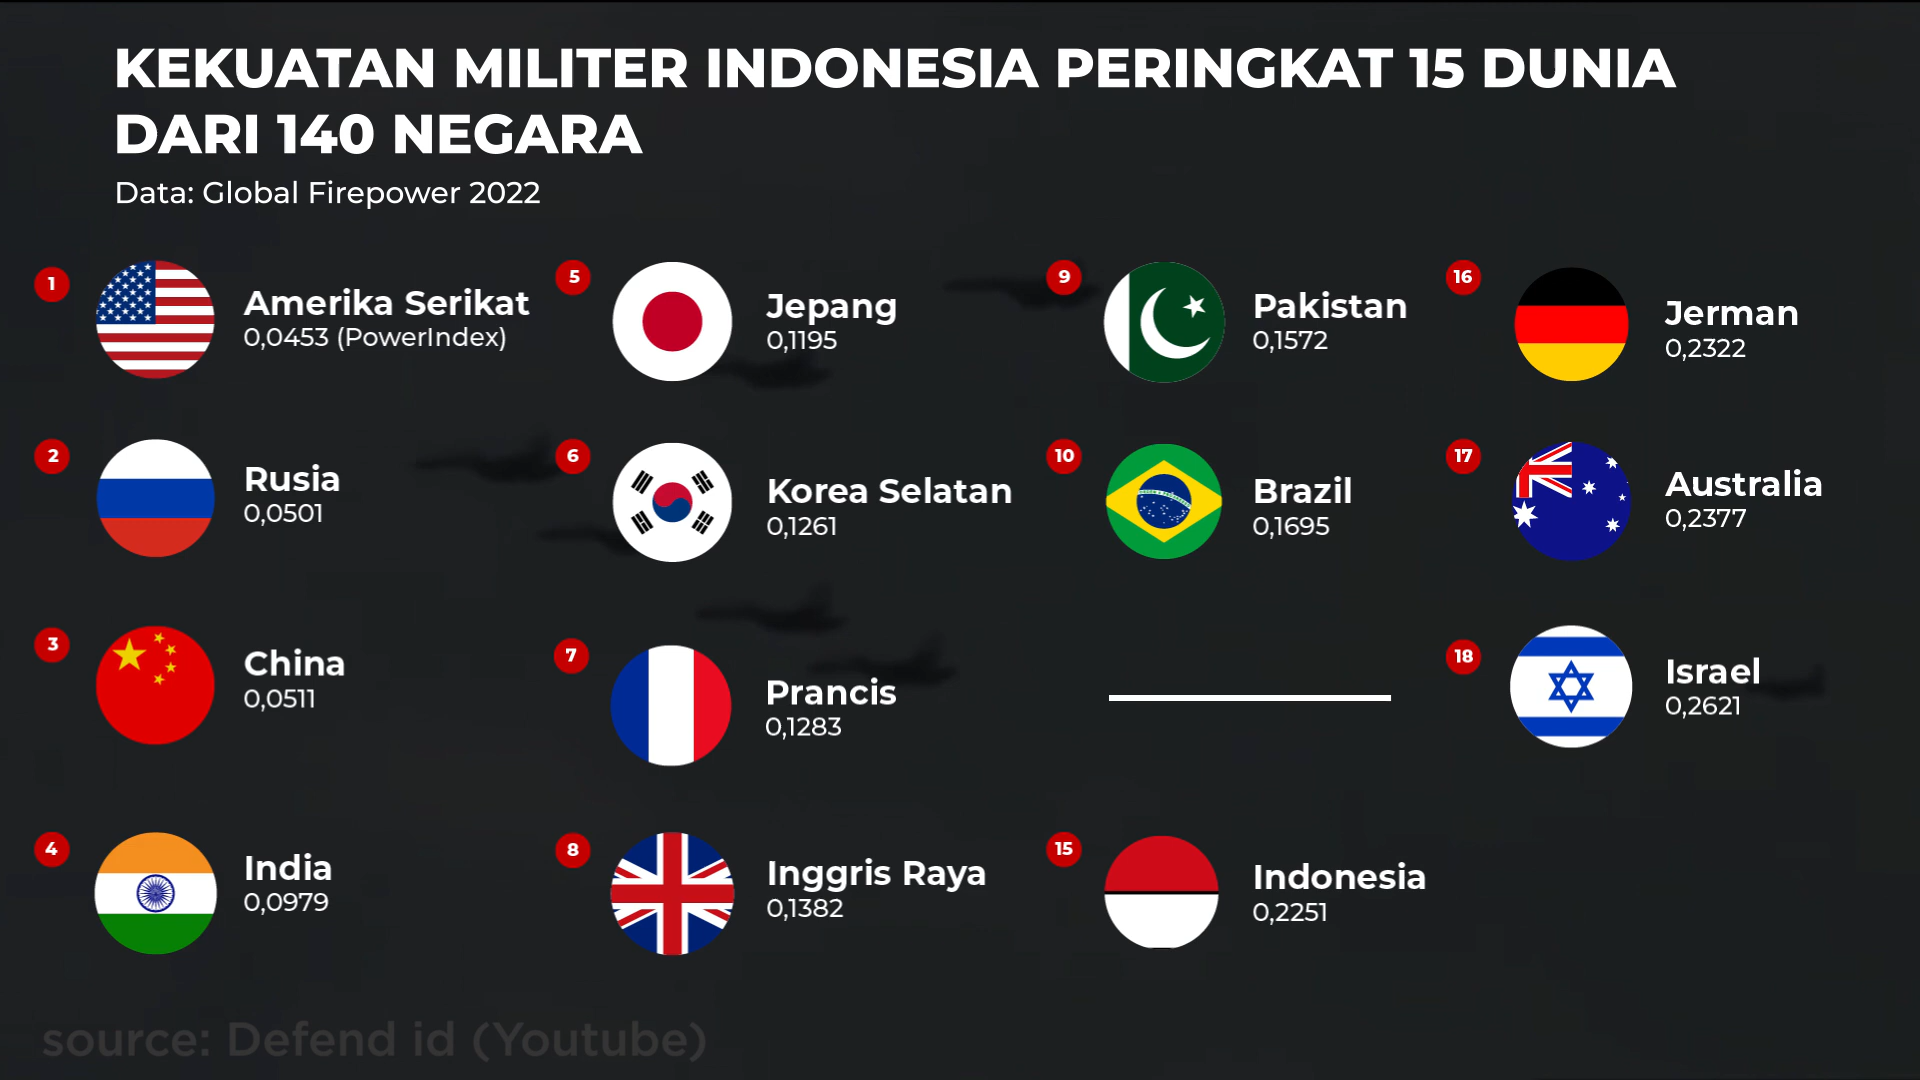 KEKUATAN MILITER INDONESIA PERINGKAT 15 DUNIA
DARI 140 NEGARA
Data: Global Firepower 2022
1
Amerika Serikat
0,0453 (PowerIndex)
2
Rusia
0,0501
3
China
0,0511
4
India
0,0979
5
Jepang
0,1195
6
Korea Selatan
0,1261
7
Prancis
0,1283
8
Inggris Raya
0,1382
9
Pakistan
0,1572
10
Brazil
0,1695
15
Indonesia
0,2251
16
Jerman
0,2322
17
Australia
0,2377
18
Israel
0,2621
source: Defend id (Youtube)